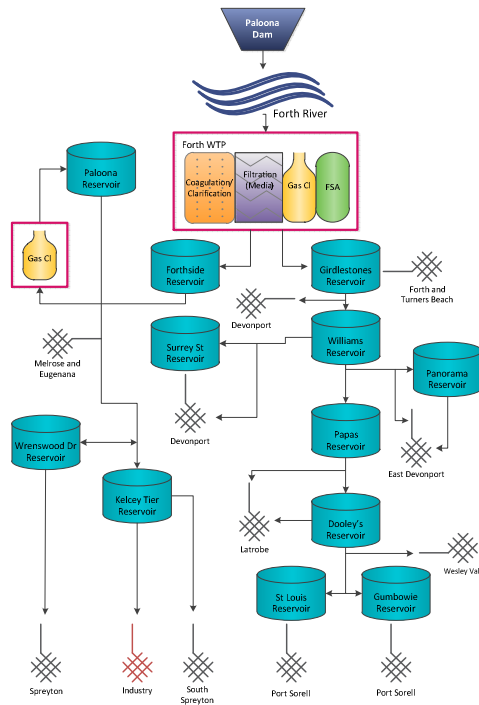 Paloona
Dam
Forth River
Forth WTP
Coagulation/
Clarification
Filtration
(Media)
Gas Cl
FSA
Paloona
Reservoir
Gas Cl
Forthside
Reservoir
Girdlestones
Reservoir
Forth and
Turners Beach
Devonport
Surrey St
Reservoir
Williams
Reservoir
Panorama
Reservoir
Melrose and
Eugenana
Devonport
Papas
Reservoir
East Devonport
Wrenswood Dr
Reservoir
Kelcey Tier
Reservoir
Dooley's
Reservoir
Latrobe
Wesley Val
St Louis
Reservoir
Gumbowie
Reservoir
Spreyton
Industry
South
Spreyton
Port Sorell
Port Sorell